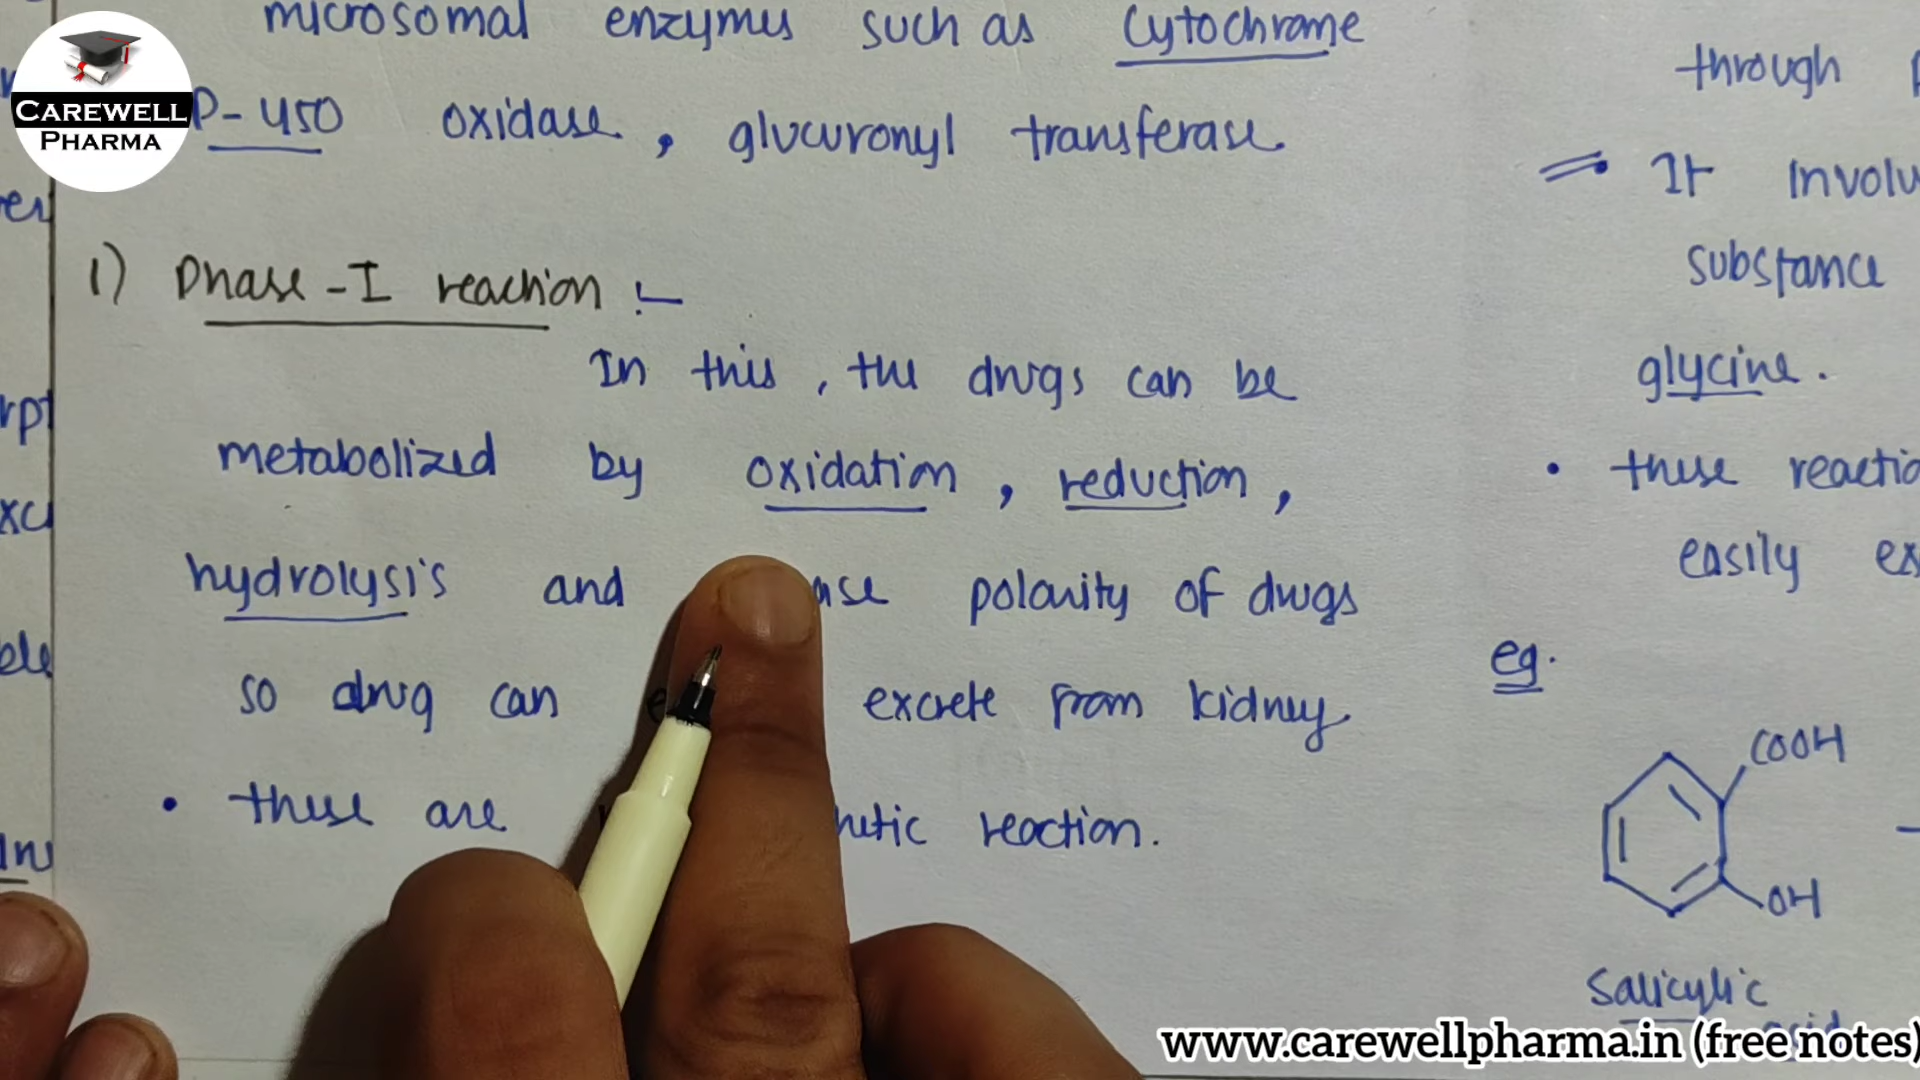 microsomal enzymes such as Cytochrome
P-450 oxidase, glucuronyl transferase.
1) Phase-I reaction :-
In this, the drugs can be
metabolized by oxidation, reduction,
hydrolysis and polarity of drugs
so drug can excrete from kidney
• these are reaction.
through
It
substance
glycine.
• these
easily
eg.
COOH
OH
Salicylic
CAREWELL
PHARMA
www.carewellpharma.in (free notes)